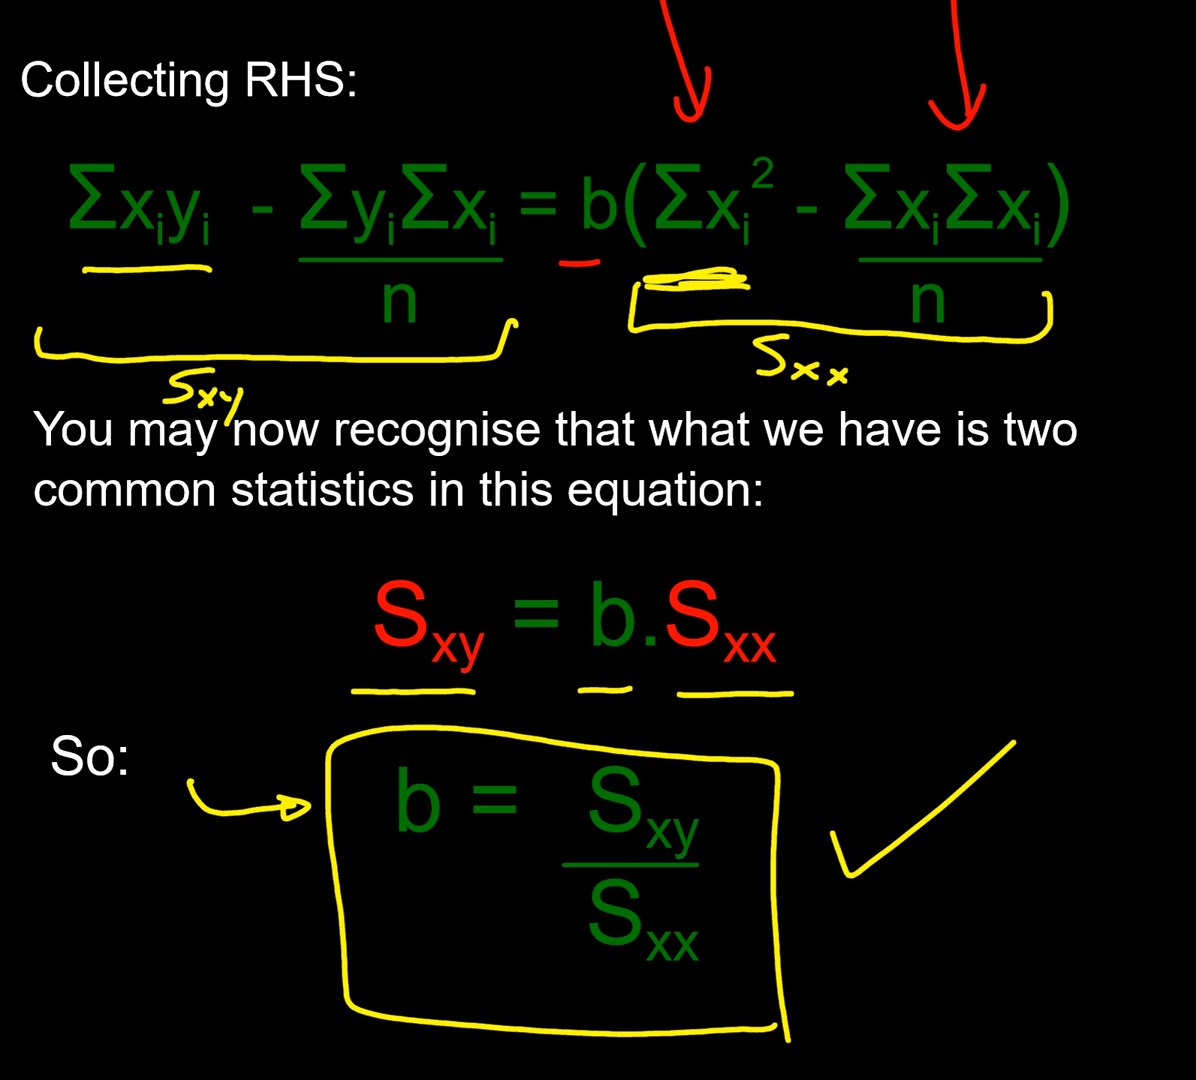 Collecting RHS:
Σxᵢyᵢ - ΣyᵢΣxᵢ = b(Σxᵢ² - ΣxᵢΣxᵢ)
n n
Sxy Sxx
You may now recognise that what we have is two
common statistics in this equation:
Sxy = b.Sxx
So:
b = Sxy
Sxx